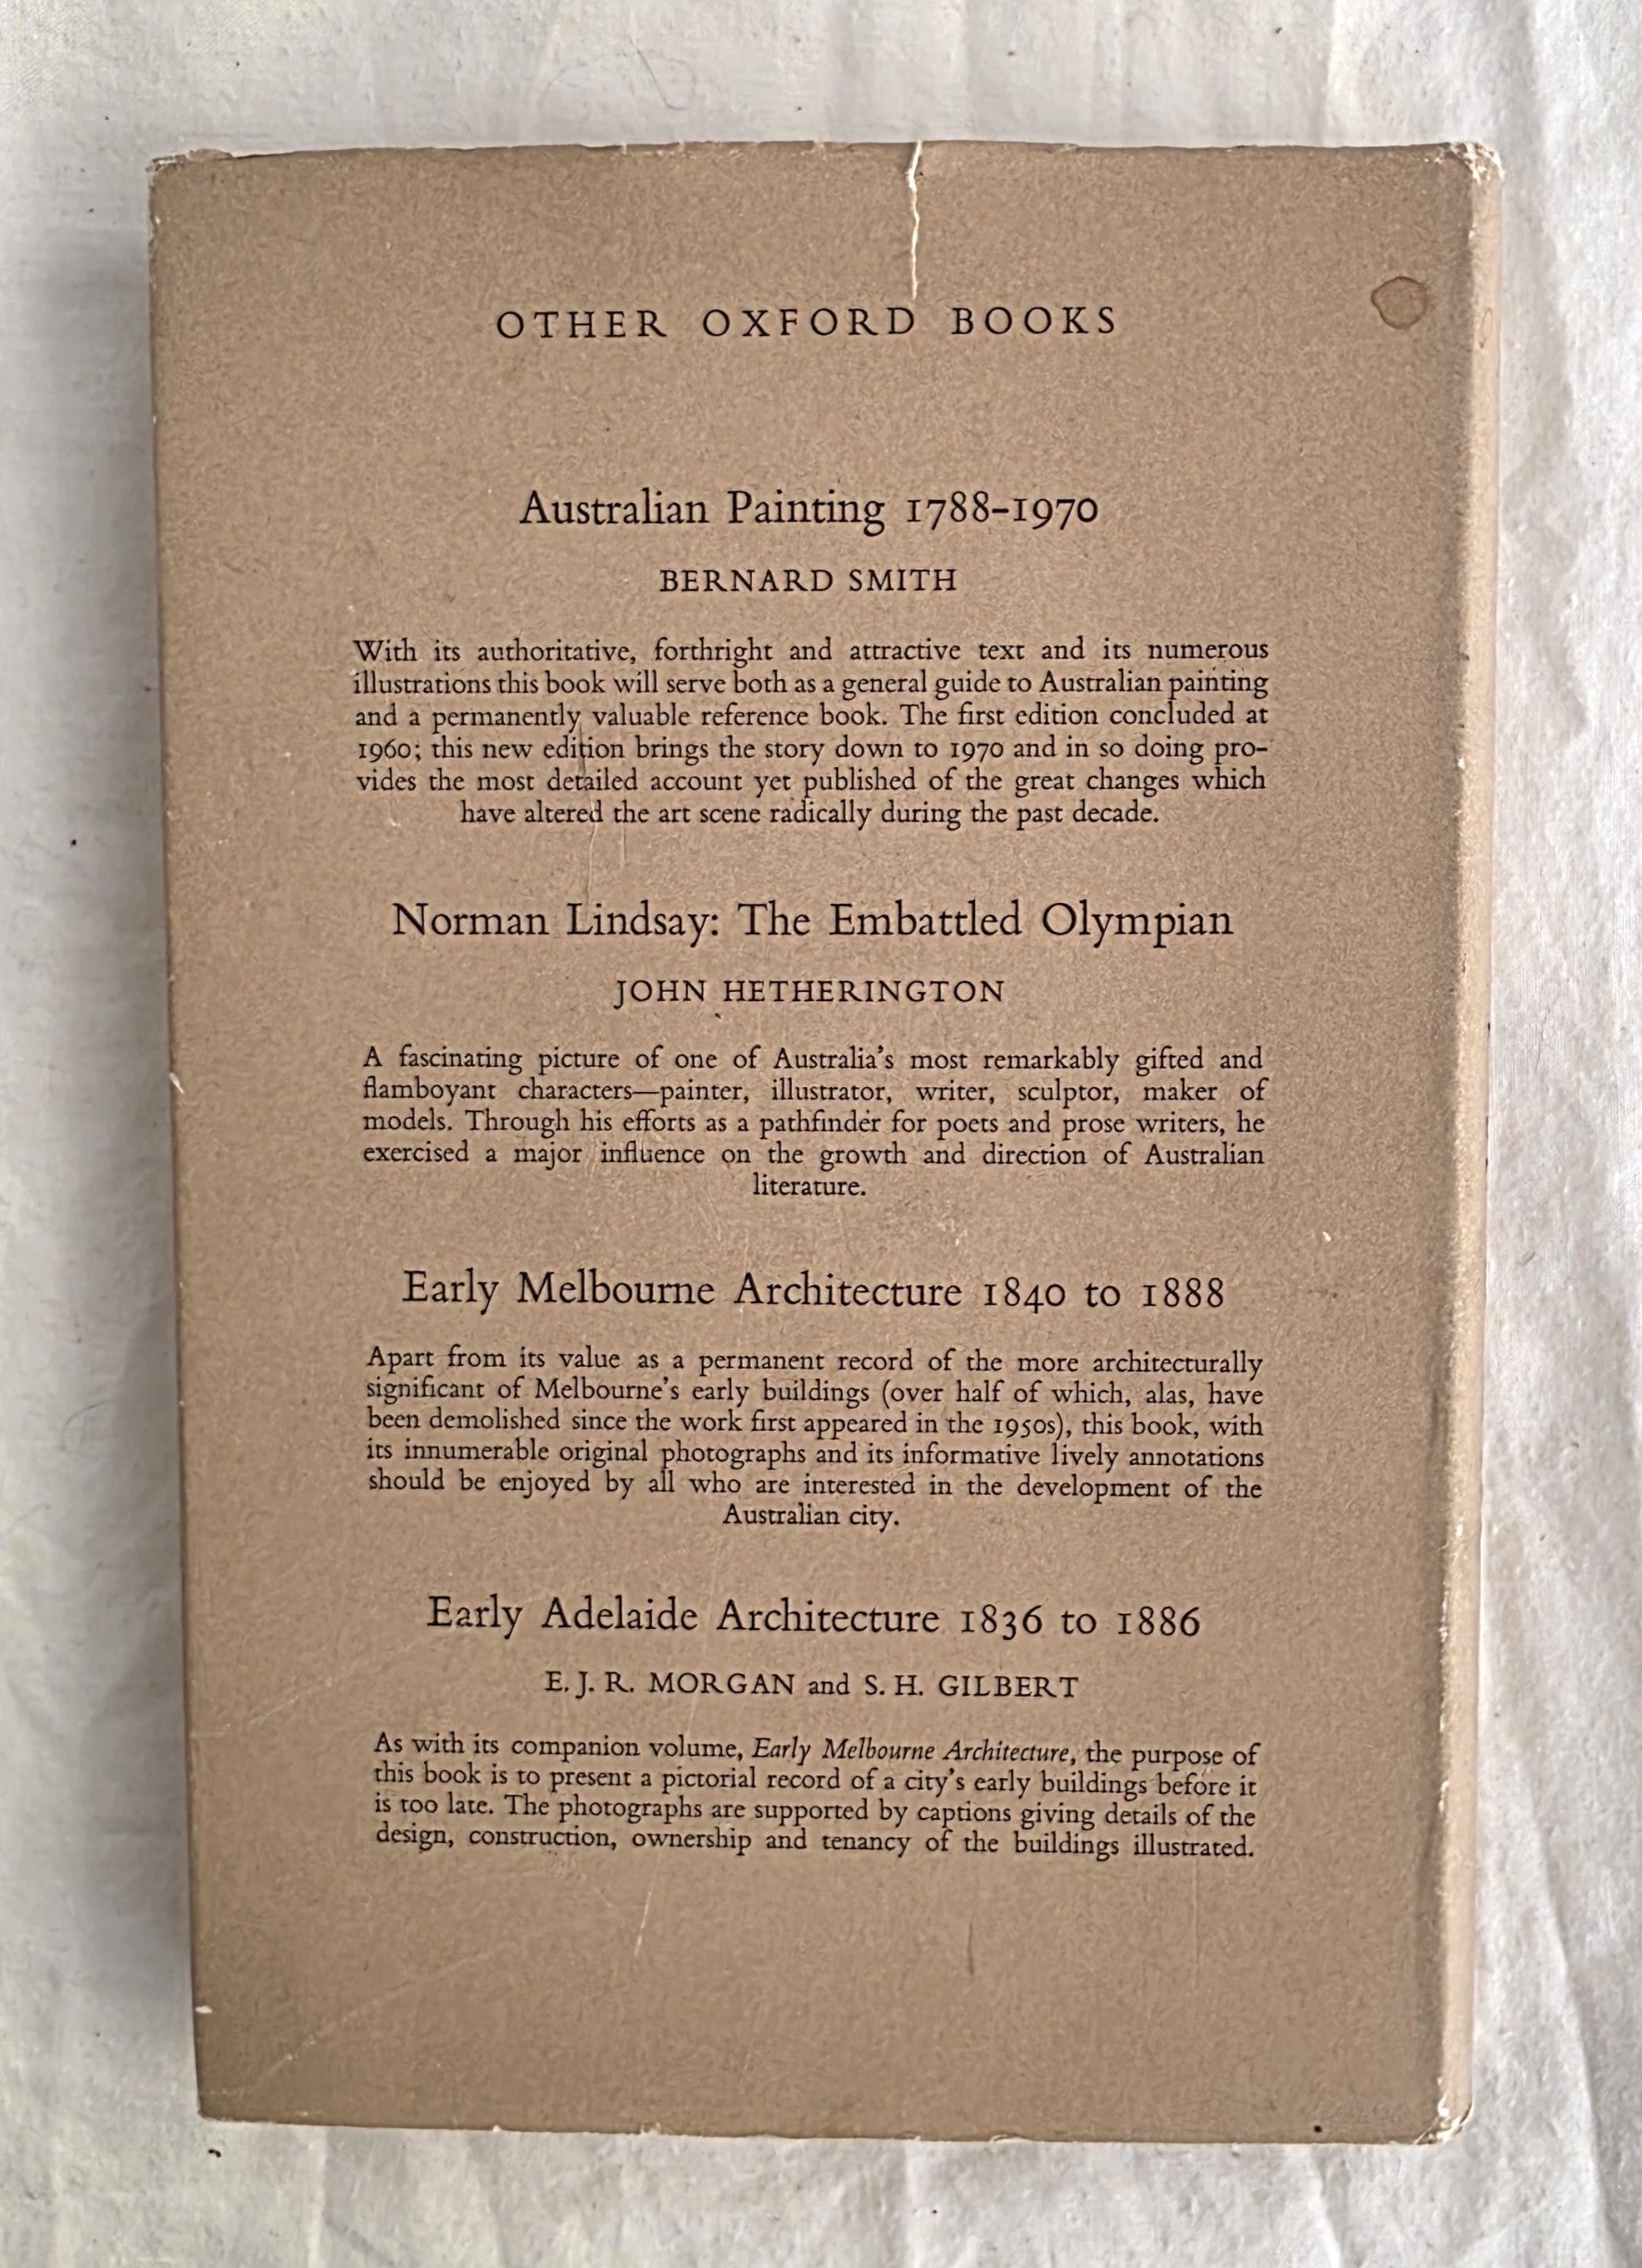 OTHER OXFORD BOOKS
Australian Painting 1788–1970
BERNARD SMITH
With its authoritative, forthright and attractive text and its numerous
illustrations this book will serve both as a general guide to Australian painting
and a permanently valuable reference book. The first edition concluded at
1960; this new edition brings the story down to 1970 and in so doing pro-
vides the most detailed account yet published of the great changes which
have altered the art scene radically during the past decade.
Norman Lindsay: The Embattled Olympian
JOHN HETHERINGTON
A fascinating picture of one of Australia's most remarkably gifted and
flamboyant characters—painter, illustrator, writer, sculptor, maker of
models. Through his efforts as a pathfinder for poets and prose writers, he
exercised a major influence on the growth and direction of Australian
literature.
Early Melbourne Architecture 1840 to 1888
Apart from its value as a permanent record of the more architecturally
significant of Melbourne's early buildings (over half of which, alas, have
been demolished since the work first appeared in the 1950s), this book, with
its innumerable original photographs and its informative lively annotations
should be enjoyed by all who are interested in the development of the
Australian city.
Early Adelaide Architecture 1836 to 1886
E. J. R. MORGAN and S. H. GILBERT
As with its companion volume, Early Melbourne Architecture, the purpose of
this book is to present a pictorial record of a city's early buildings before it
is too late. The photographs are supported by captions giving details of the
design, construction, ownership and tenancy of the buildings illustrated.